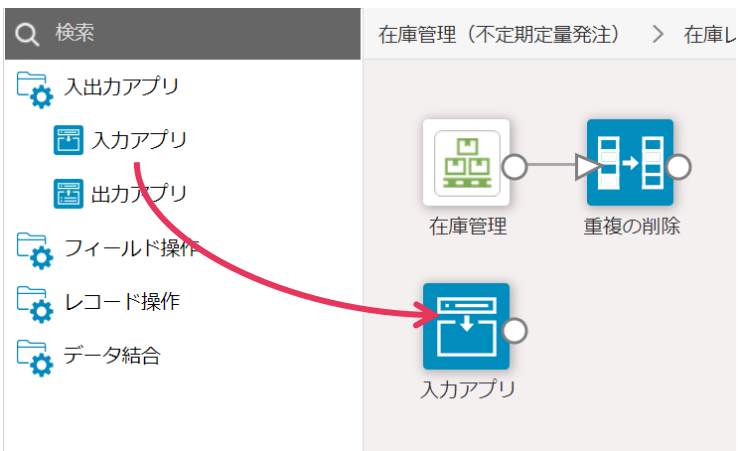 検索
入出力アプリ
入力アプリ
出力アプリ
フィールド操作
レコード操作
データ結合
在庫管理（不定期定量発注） > 在庫レ
在庫管理
重複の削除
入力アプリ